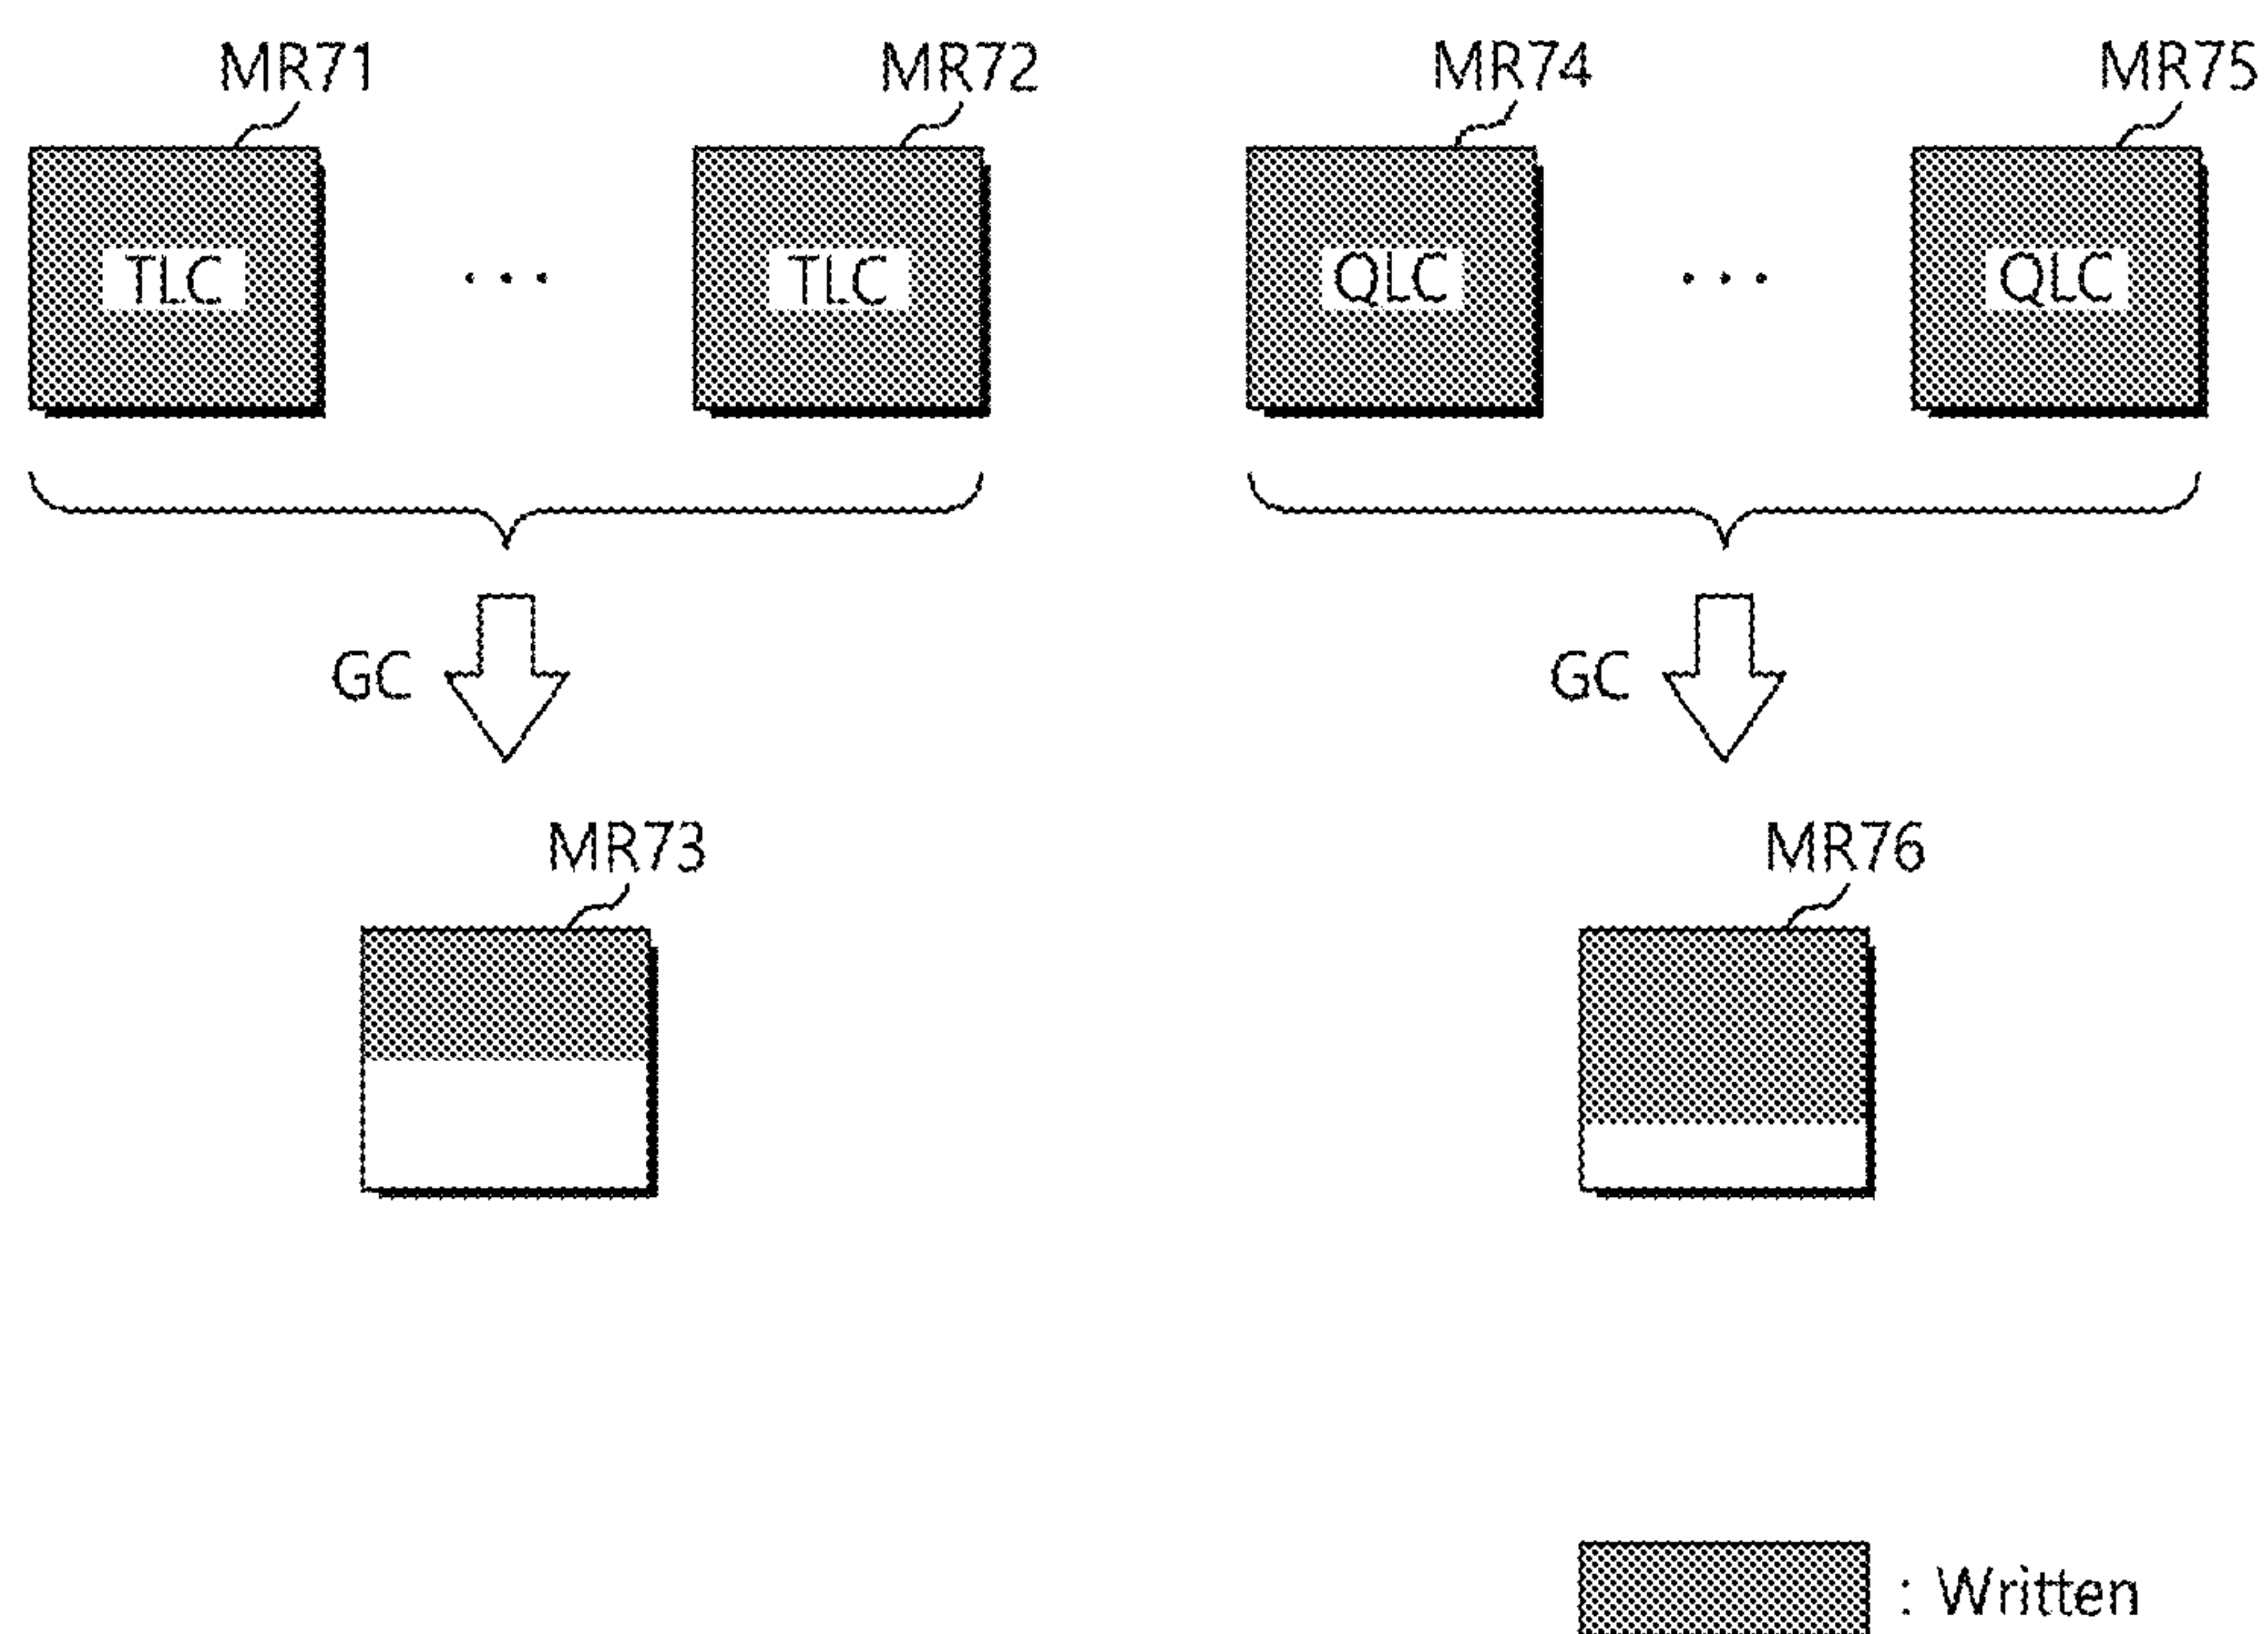 MR71 MR72 MR74 MR75
TLC ... TLC QLC ... QLC
GC GC
MR73 MR76
: Written